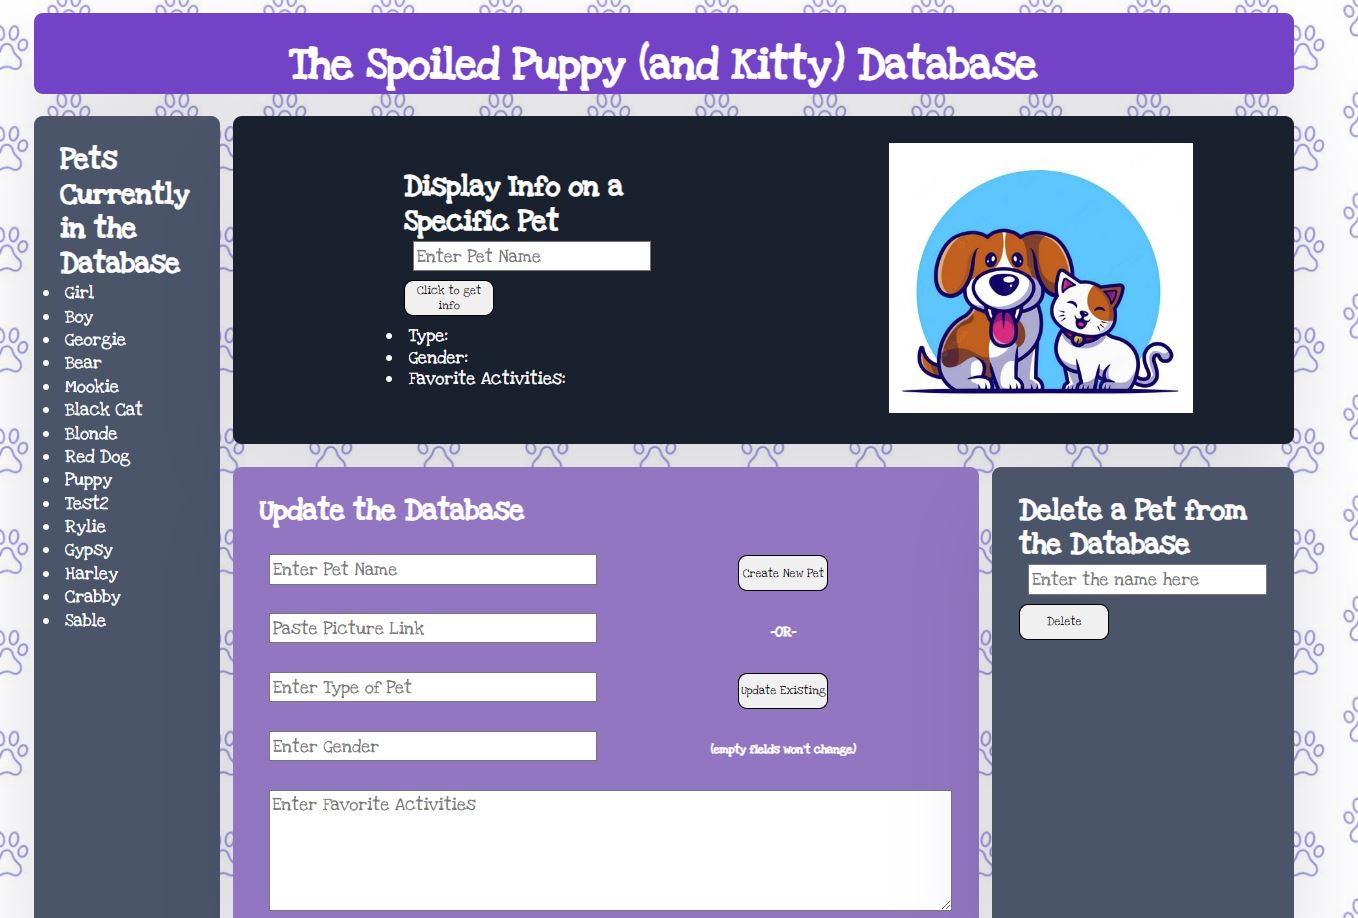 The Spoiled Puppy (and Kitty) Database
Pets
Currently
in the
Database
Girl
Boy
Georgie
Bear
Mookie
Black Cat
Blonde
Red Dog
Puppy
Test2
Rylie
Gypsy
Harley
Crabby
Sable
Display Info on a
Specific Pet
Enter Pet Name
Click to get
info
Type:
Gender:
Favorite Activities:
Update the Database
Enter Pet Name
Create New Pet
Paste Picture Link
-OR-
Enter Type of Pet
Update Existing
Enter Gender
(empty fields won't change)
Enter Favorite Activities
Delete a Pet from
the Database
Enter the name here
Delete